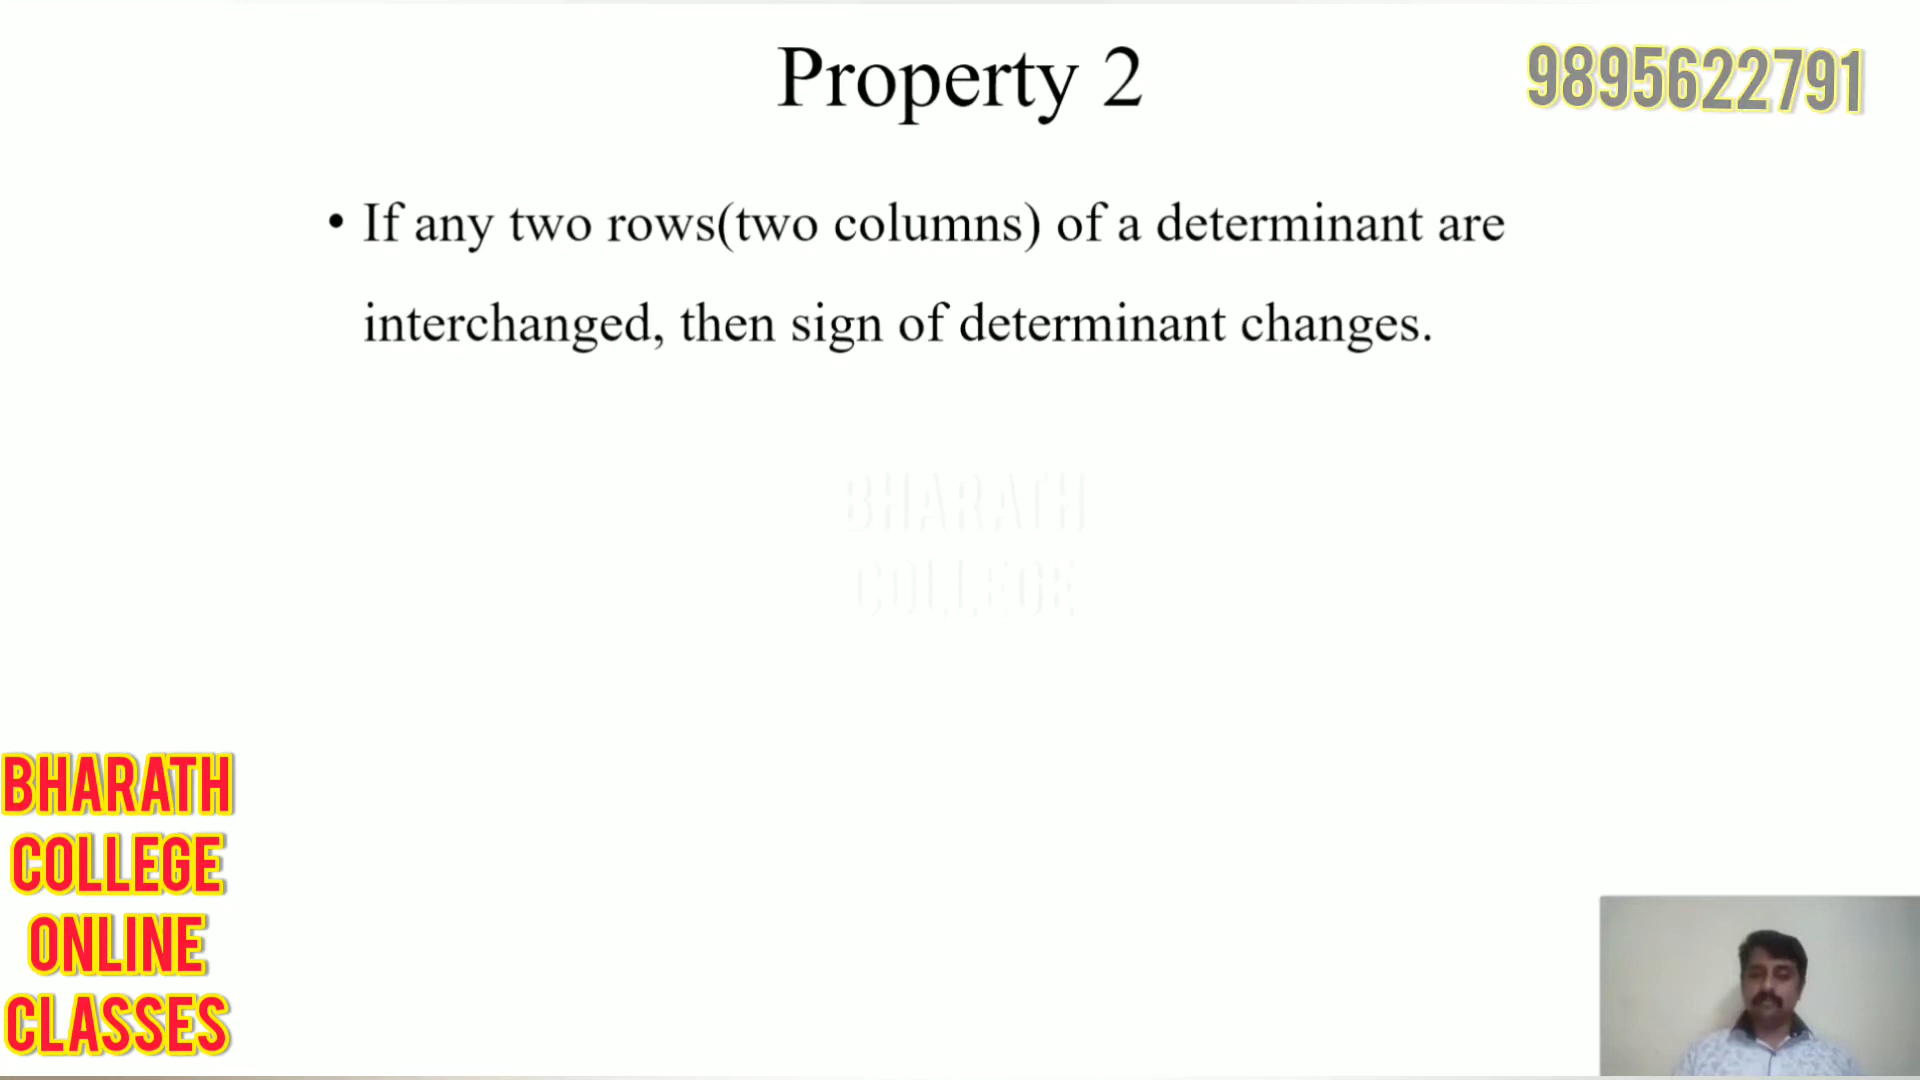 Property 2
9895622791
• If any two rows(two columns) of a determinant are
interchanged, then sign of determinant changes.
BHARATH
COLLEGE
BHARATH
COLLEGE
ONLINE
CLASSES